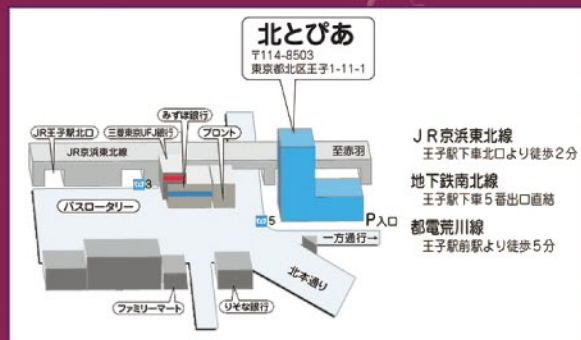 北とぴあ
〒114-8503
東京都北区王子1-11-1
みずほ銀行
JR王子駅北口
三菱東京UFJ銀行
プロント
JR京浜東北線
至赤羽
3
バスロータリー
5
P入口
一方通行→
北本通り
ファミリーマート
りそな銀行
JR京浜東北線
王子駅下車北口より徒歩2分
地下鉄南北線
王子駅下車5番出口直結
都電荒川線
王子駅前駅より徒歩5分